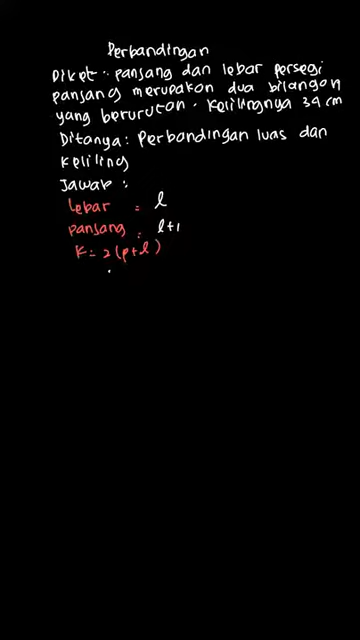 Perbandingan
Diket : panjang dan lebar persegi
panjang merupakan dua bilangan
yang berurutan. Kelilingnya 34 cm
Ditanya : Perbandingan luas dan
Keliling
Jawab :
Lebar = l
Panjang = l+1
K = 2(p+l)